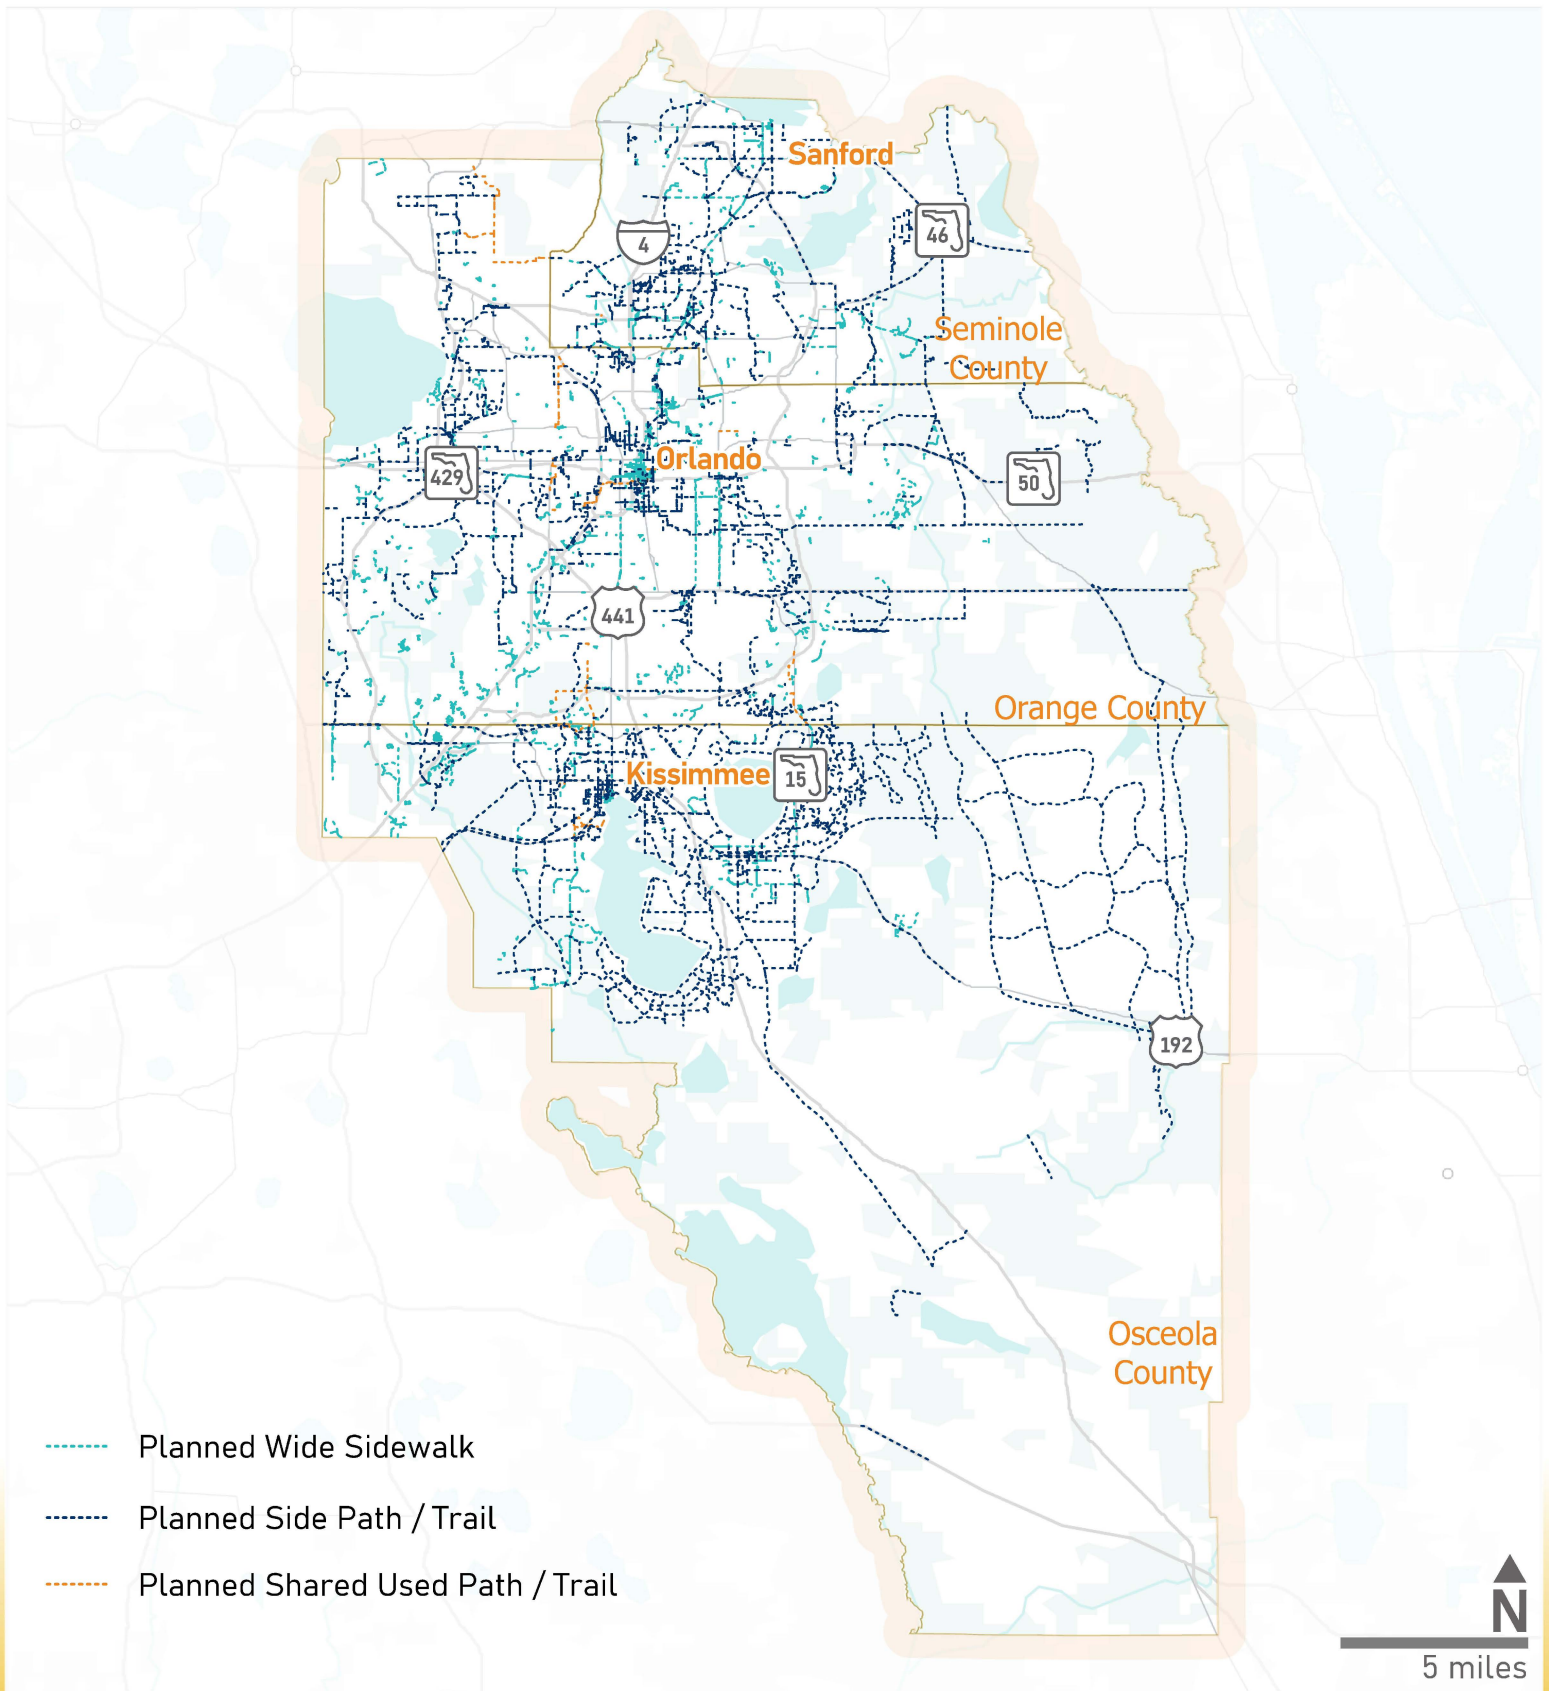 Sanford
46
4
Seminole
County
Orlando
429
50
441
Orange County
Kissimmee
15
192
Osceola
County
Planned Wide Sidewalk
Planned Side Path / Trail
Planned Shared Used Path / Trail
N
5 miles